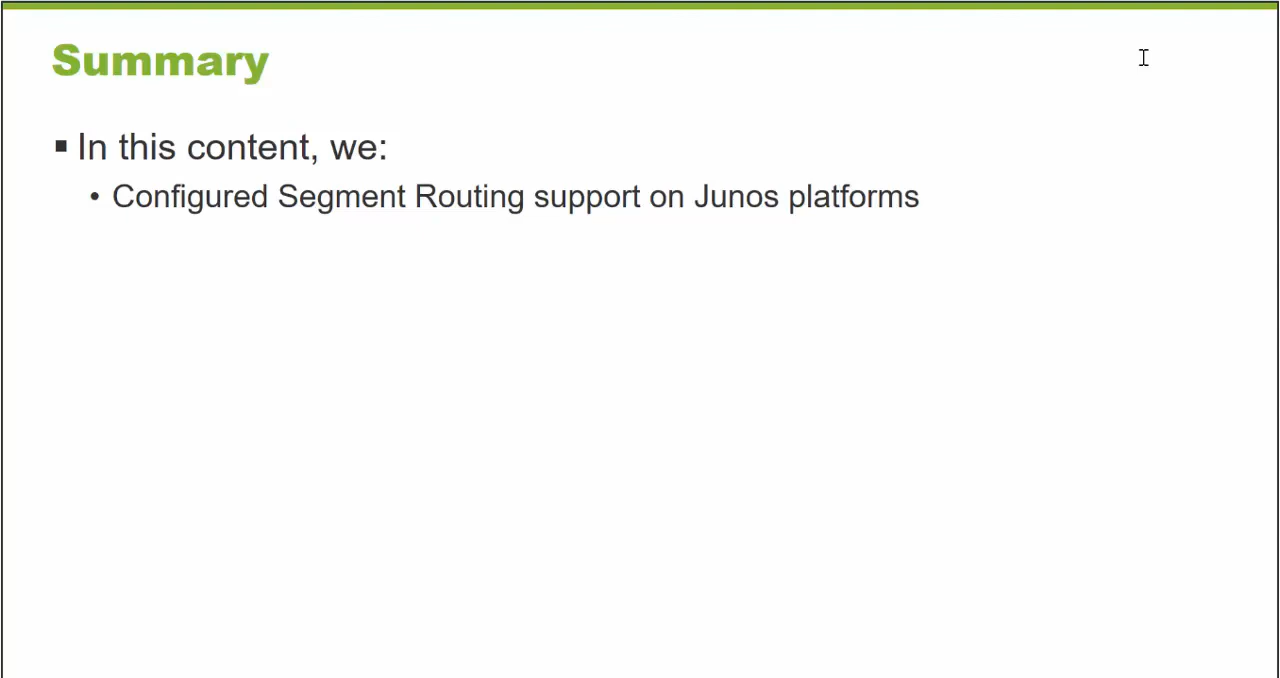 Summary
▪ In this content, we:
• Configured Segment Routing support on Junos platforms